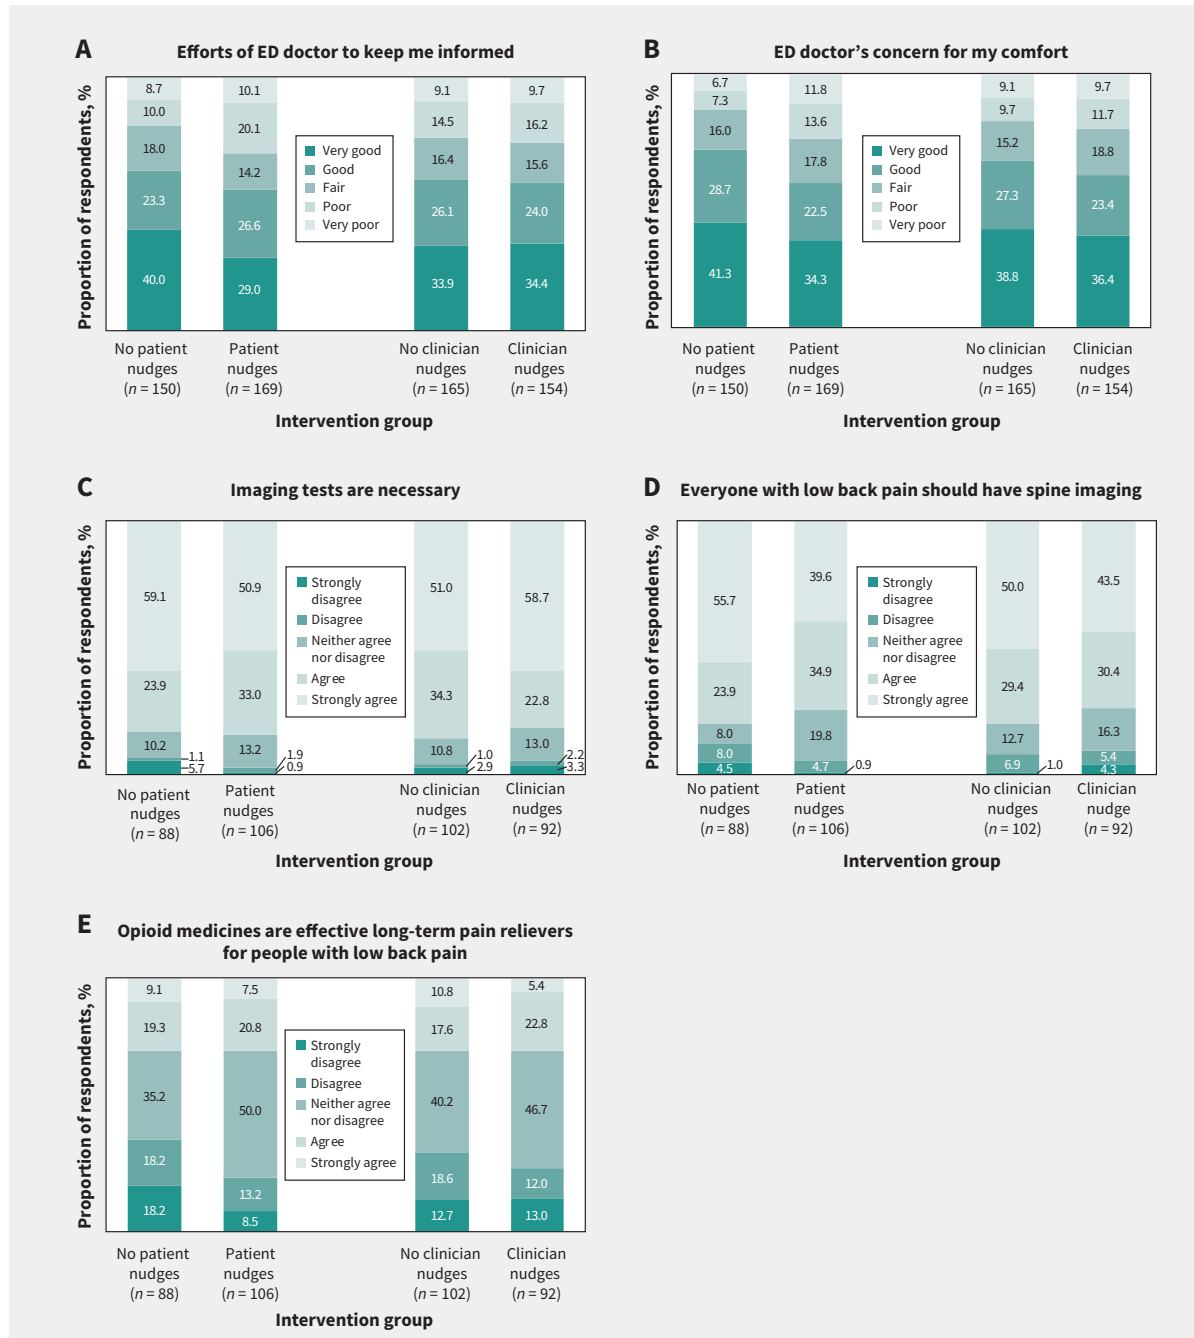 A Efforts of ED doctor to keep me informed
Proportion of respondents, %
8.7
10.0
18.0
23.3
40.0
10.1
20.1
14.2
26.6
29.0
Very good
Good
Fair
Poor
Very poor
9.1
14.5
16.4
26.1
33.9
9.7
16.2
15.6
24.0
34.4
No patient
nudges
(n = 150)
Patient
nudges
(n = 169)
No clinician
nudges
(n = 165)
Clinician
nudges
(n = 154)
Intervention group
B ED doctor’s concern for my comfort
Proportion of respondents, %
6.7
7.3
16.0
28.7
41.3
11.8
13.6
17.8
22.5
34.3
Very good
Good
Fair
Poor
Very poor
9.1
9.7
15.2
27.3
38.8
9.7
11.7
18.8
23.4
36.4
No patient
nudges
(n = 150)
Patient
nudges
(n = 169)
No clinician
nudges
(n = 165)
Clinician
nudges
(n = 154)
Intervention group
C Imaging tests are necessary
Proportion of respondents, %
59.1
23.9
10.2
1.1
5.7
50.9
33.0
13.2
1.9
0.9
Strongly
disagree
Disagree
Neither agree
nor disagree
Agree
Strongly agree
51.0
34.3
10.8
1.0
2.9
58.7
22.8
13.0
2.2
3.3
No patient
nudges
(n = 88)
Patient
nudges
(n = 106)
No clinician
nudges
(n = 102)
Clinician
nudges
(n = 92)
Intervention group
D Everyone with low back pain should have spine imaging
Proportion of respondents, %
55.7
23.9
8.0
8.0
4.5
39.6
34.9
19.8
4.7
0.9
Strongly
disagree
Disagree
Neither agree
nor disagree
Agree
Strongly agree
50.0
29.4
12.7
6.9
1.0
43.5
30.4
16.3
5.4
4.3
No patient
nudges
(n = 88)
Patient
nudges
(n = 106)
No clinician
nudges
(n = 102)
Clinician
nudge
(n = 92)
Intervention group
E Opioid medicines are effective long-term pain relievers
for people with low back pain
Proportion of respondents, %
9.1
19.3
35.2
18.2
18.2
7.5
20.8
50.0
13.2
8.5
Strongly
disagree
Disagree
Neither agree
nor disagree
Agree
Strongly agree
10.8
17.6
40.2
18.6
12.7
5.4
22.8
46.7
12.0
13.0
No patient
nudges
(n = 88)
Patient
nudges
(n = 106)
No clinician
nudges
(n = 102)
Clinician
nudges
(n = 92)
Intervention group